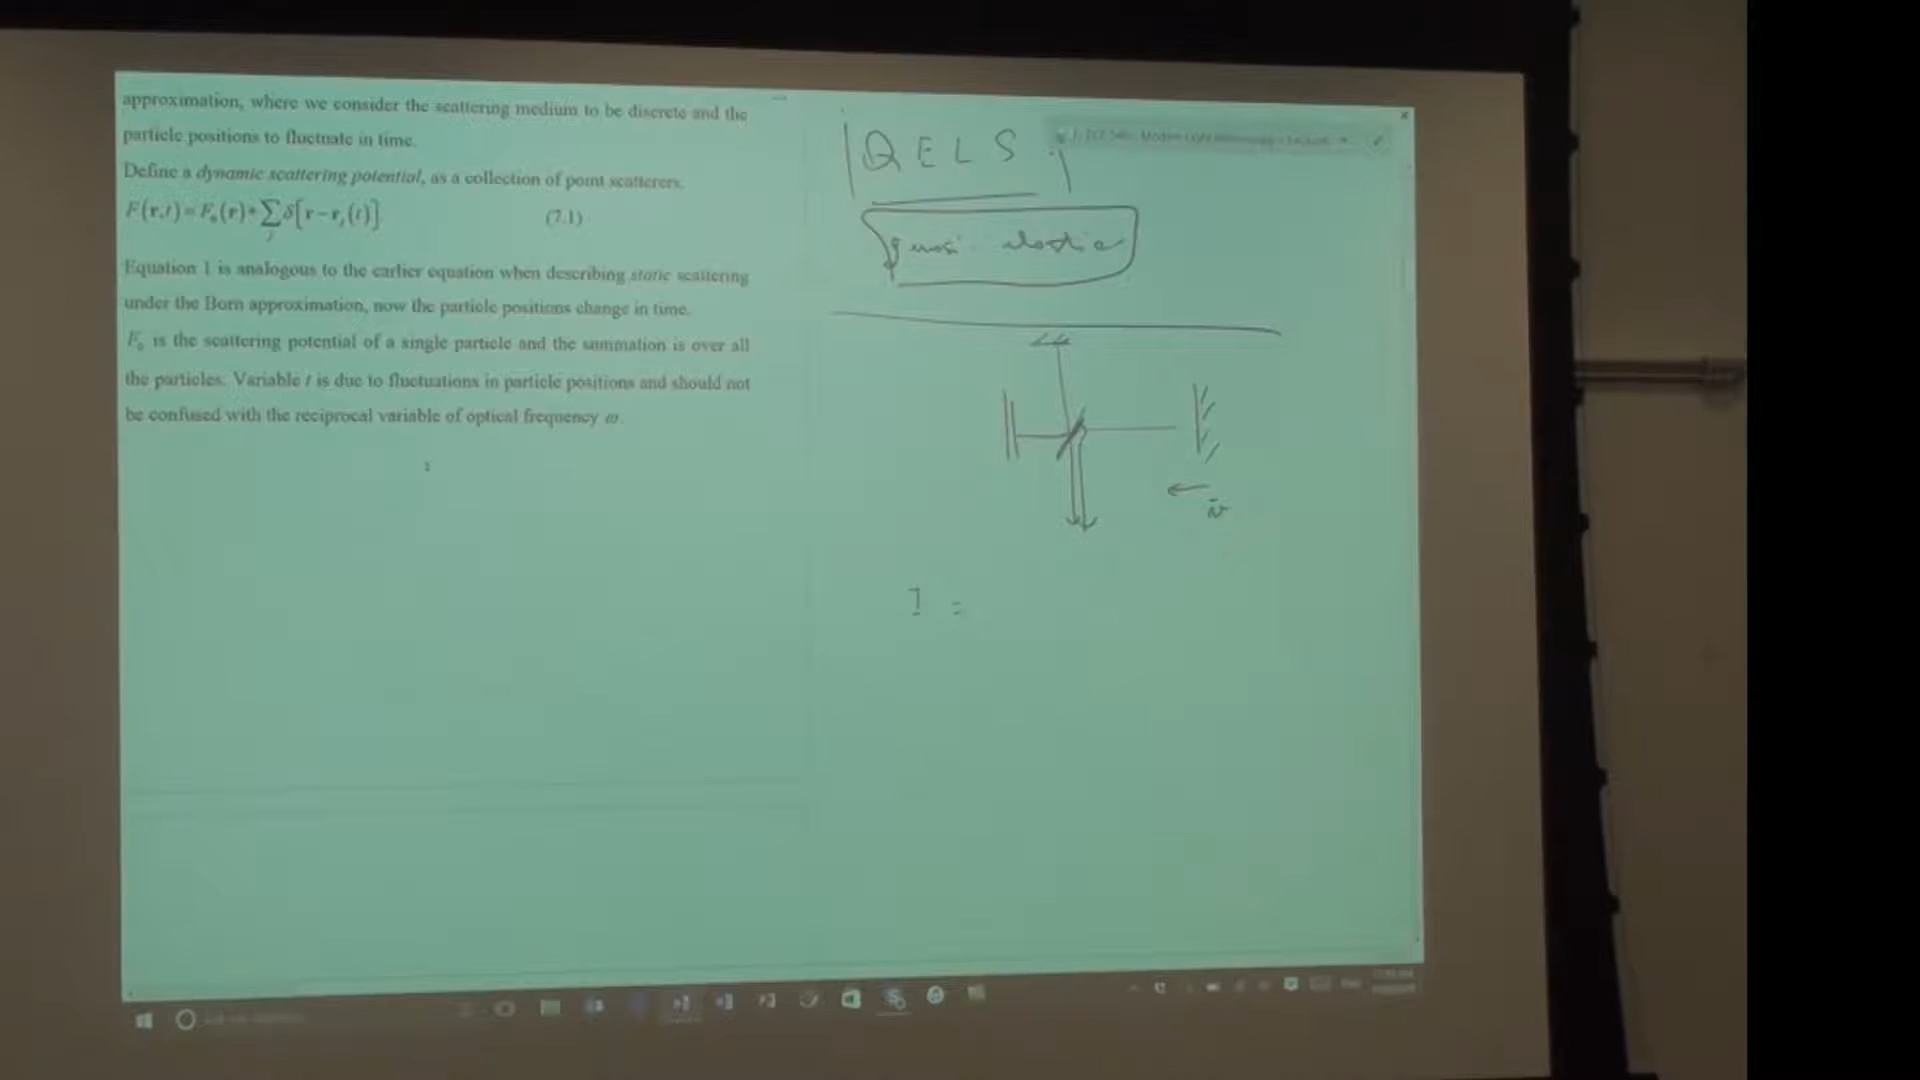 approximation, where we consider the scattering medium to be discrete and the
particle positions to fluctuate in time.
Define a dynamic scattering potential, as a collection of point scatterers.
F(r,t)=F₀(r)*∑δ[r−rⱼ(t)] (7.1)
j
Equation 1 is analogous to the earlier equation when describing static scattering
under the Born approximation, now the particle positions change in time.
F₀ is the scattering potential of a single particle and the summation is over all
the particles. Variable t is due to fluctuations in particle positions and should not
be confused with the reciprocal variable of optical frequency ω.
QELS
quasi-elastic
v̄
I =